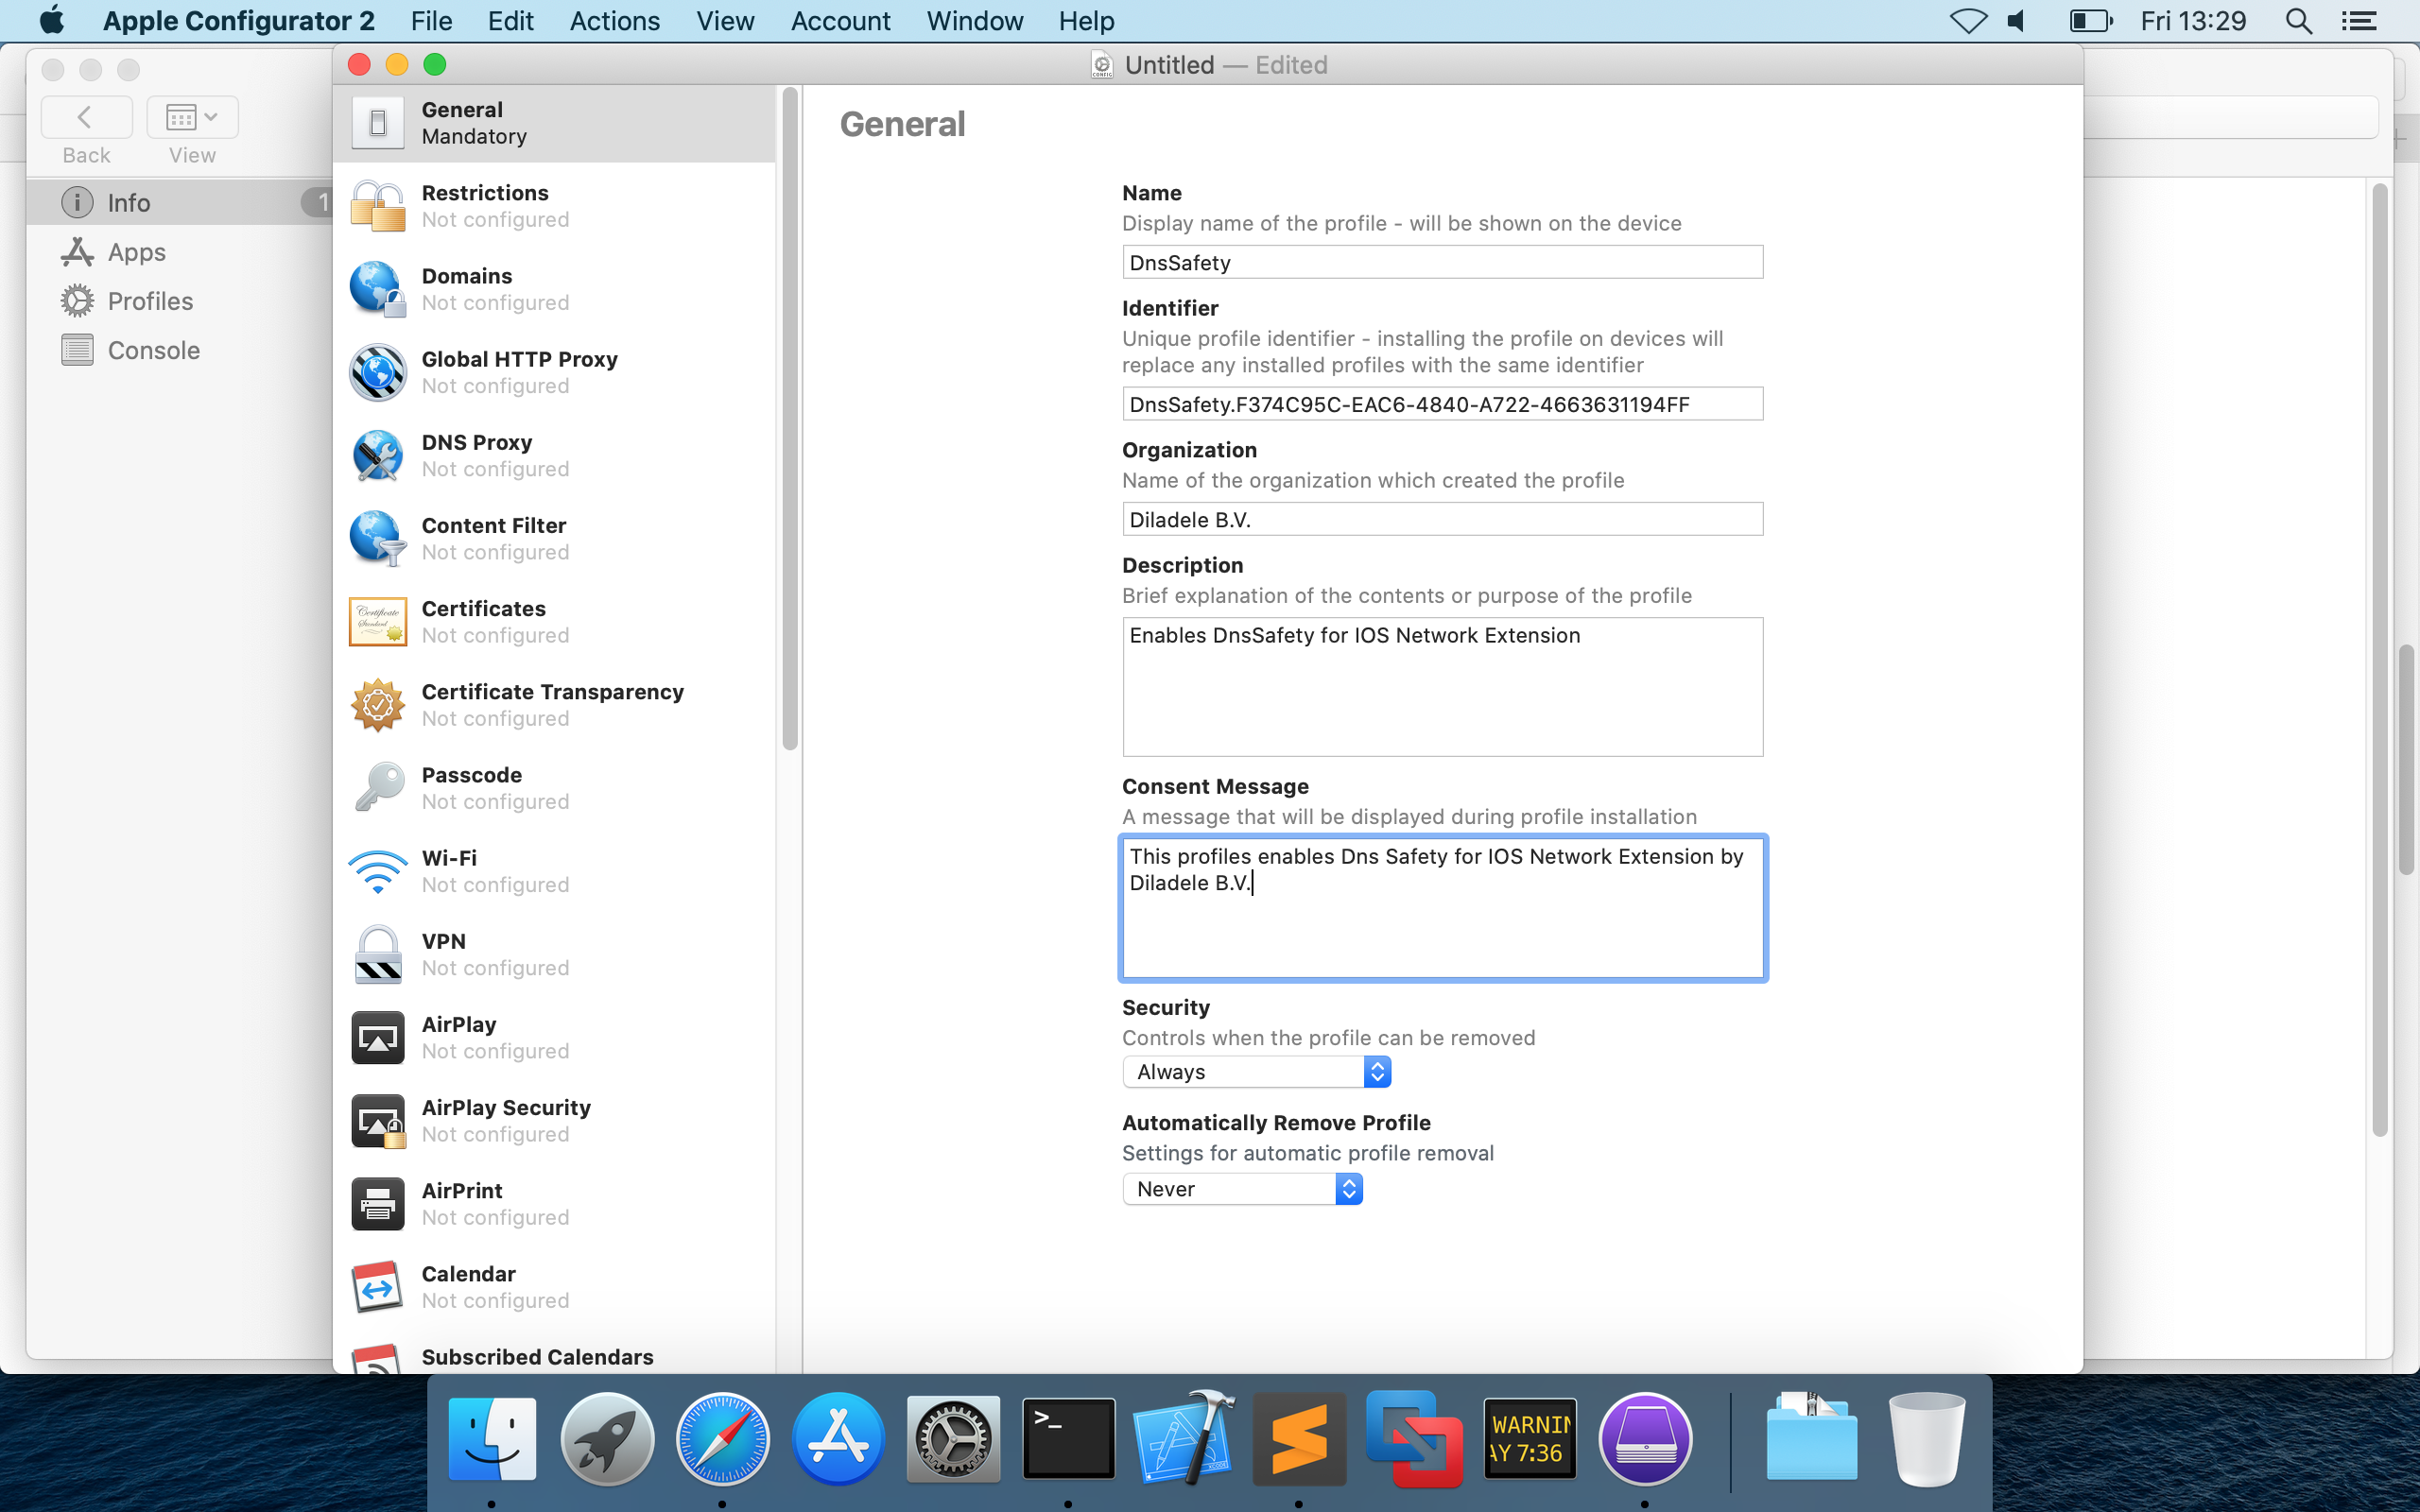 Apple Configurator 2 File Edit Actions View Account Window Help Fri 13:29
Untitled — Edited
Back View
Info 1
Apps
Profiles
Console
General
Mandatory
Restrictions
Not configured
Domains
Not configured
Global HTTP Proxy
Not configured
DNS Proxy
Not configured
Content Filter
Not configured
Certificates
Not configured
Certificate Transparency
Not configured
Passcode
Not configured
Wi-Fi
Not configured
VPN
Not configured
AirPlay
Not configured
AirPlay Security
Not configured
AirPrint
Not configured
Calendar
Not configured
Subscribed Calendars
General
Name
Display name of the profile - will be shown on the device
DnsSafety
Identifier
Unique profile identifier - installing the profile on devices will
replace any installed profiles with the same identifier
DnsSafety.F374C95C-EAC6-4840-A722-4663631194FF
Organization
Name of the organization which created the profile
Diladele B.V.
Description
Brief explanation of the contents or purpose of the profile
Enables DnsSafety for IOS Network Extension
Consent Message
A message that will be displayed during profile installation
This profiles enables Dns Safety for IOS Network Extension by
Diladele B.V.
Security
Controls when the profile can be removed
Always
Automatically Remove Profile
Settings for automatic profile removal
Never
>_
WARNIN
AY 7:36